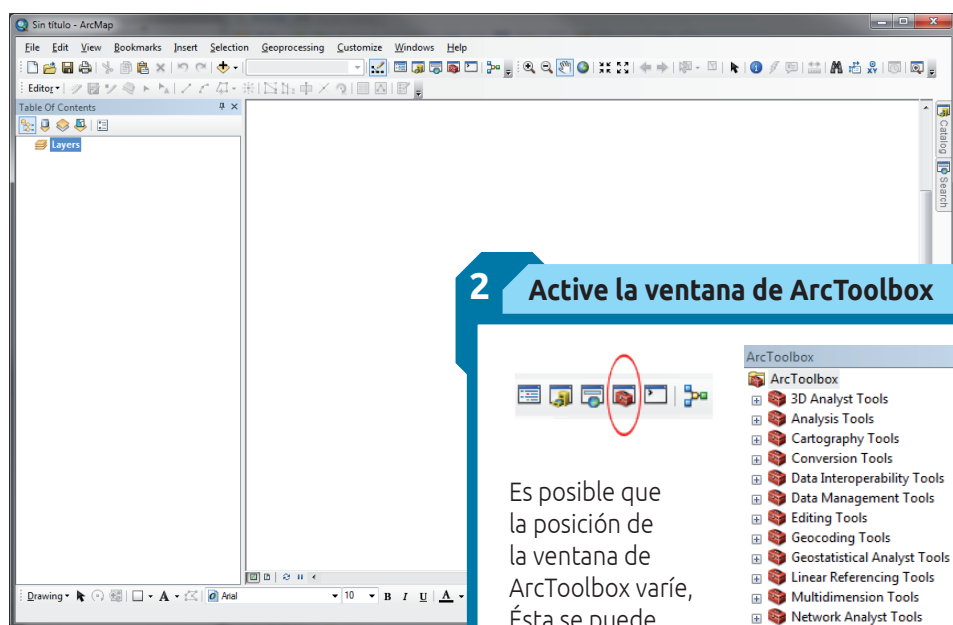 Sin título - ArcMap
File Edit View Bookmarks Insert Selection Geoprocessing Customize Windows Help
Editor
Table Of Contents
Layers
Catalog
Search
Drawing A Arial 10 B I U A
2 Active la ventana de ArcToolbox
Es posible que
la posición de
la ventana de
ArcToolbox varíe,
Ésta se puede
ArcToolbox
ArcToolbox
3D Analyst Tools
Analysis Tools
Cartography Tools
Conversion Tools
Data Interoperability Tools
Data Management Tools
Editing Tools
Geocoding Tools
Geostatistical Analyst Tools
Linear Referencing Tools
Multidimension Tools
Network Analyst Tools